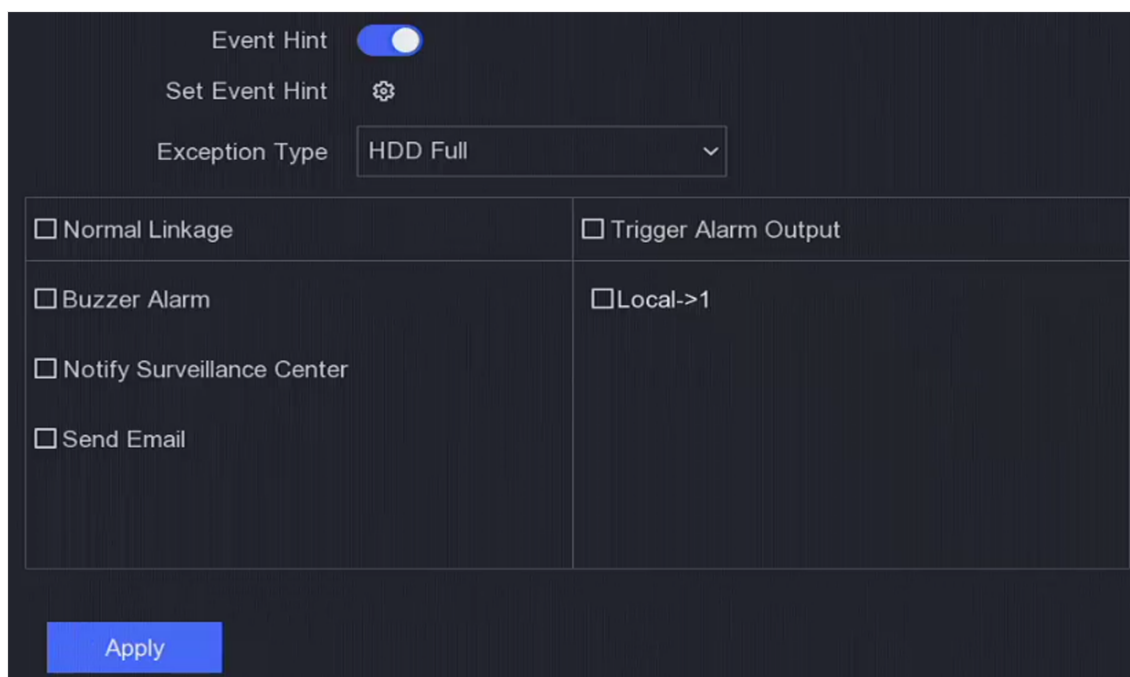 Event Hint
Set Event Hint
Exception Type HDD Full
Normal Linkage Trigger Alarm Output
Buzzer Alarm Local->1
Notify Surveillance Center
Send Email
Apply